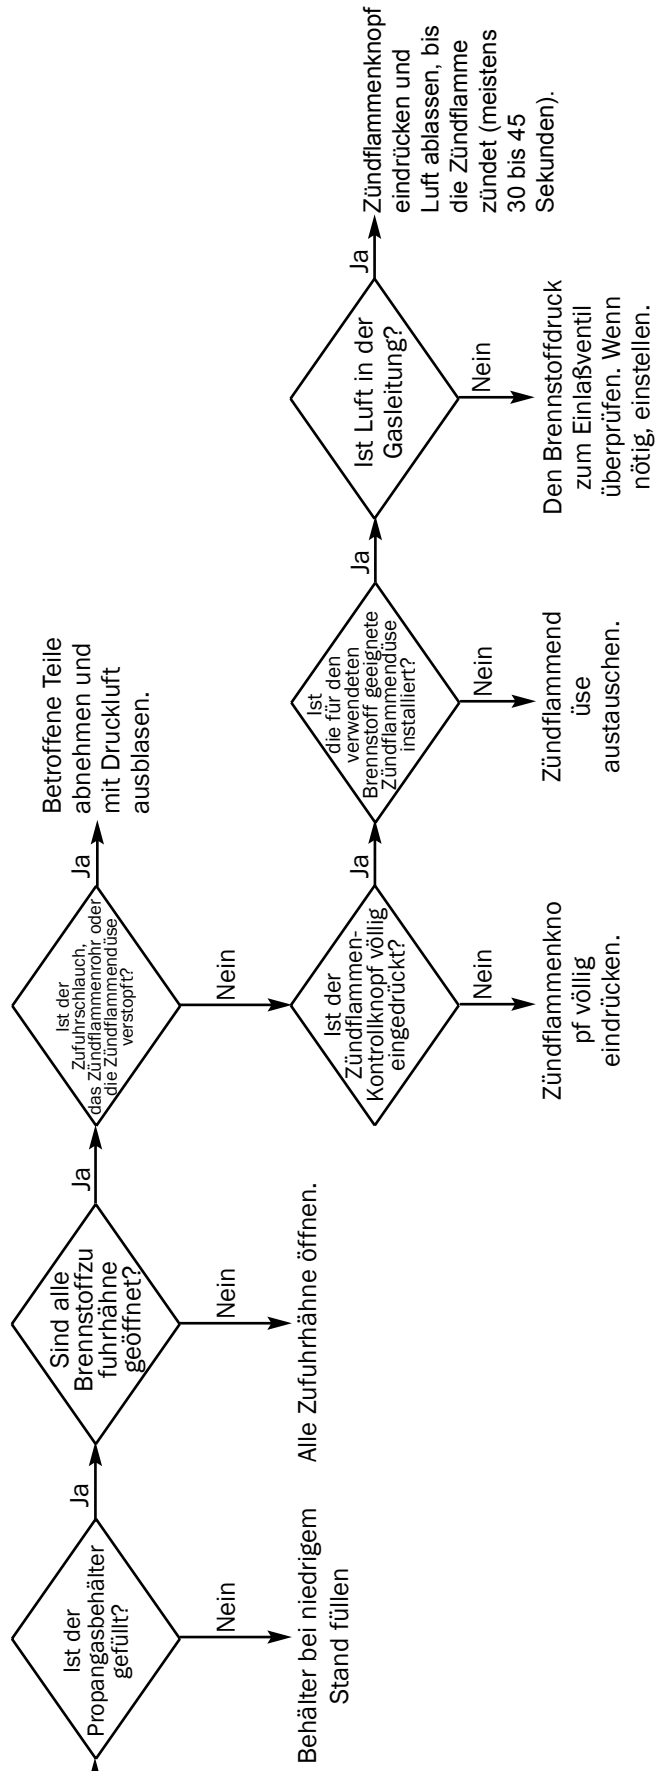 Ist der
Propangasbehälter
gefüllt?
Ja
Nein
Behälter bei niedrigem
Stand füllen
Sind alle
Brennstoffzu
fuhrhähne
geöffnet?
Ja
Nein
Alle Zufuhrhähne öffnen.
Ist der
Zufuhrschlauch,
das Zündflammenrohr oder
die Zündflammendüse
verstopft?
Ja
Betroffene Teile
abnehmen und
mit Druckluft
ausblasen.
Nein
Ist der
Zündflammen-
Kontrollknopf völlig
eingedrückt?
Ja
Nein
Zündflammenkno
pf völlig
eindrücken.
Ist
die für den
verwendeten
Brennstoff geeignete
Zündflammendüse
installiert?
Ja
Nein
Zündflammend
üse
austauschen.
Ist Luft in der
Gasleitung?
Ja
Zündflammenknopf
eindrücken und
Luft ablassen, bis
die Zündflamme
zündet (meistens
30 bis 45
Sekunden).
Nein
Den Brennstoffdruck
zum Einlaßventil
überprüfen. Wenn
nötig, einstellen.